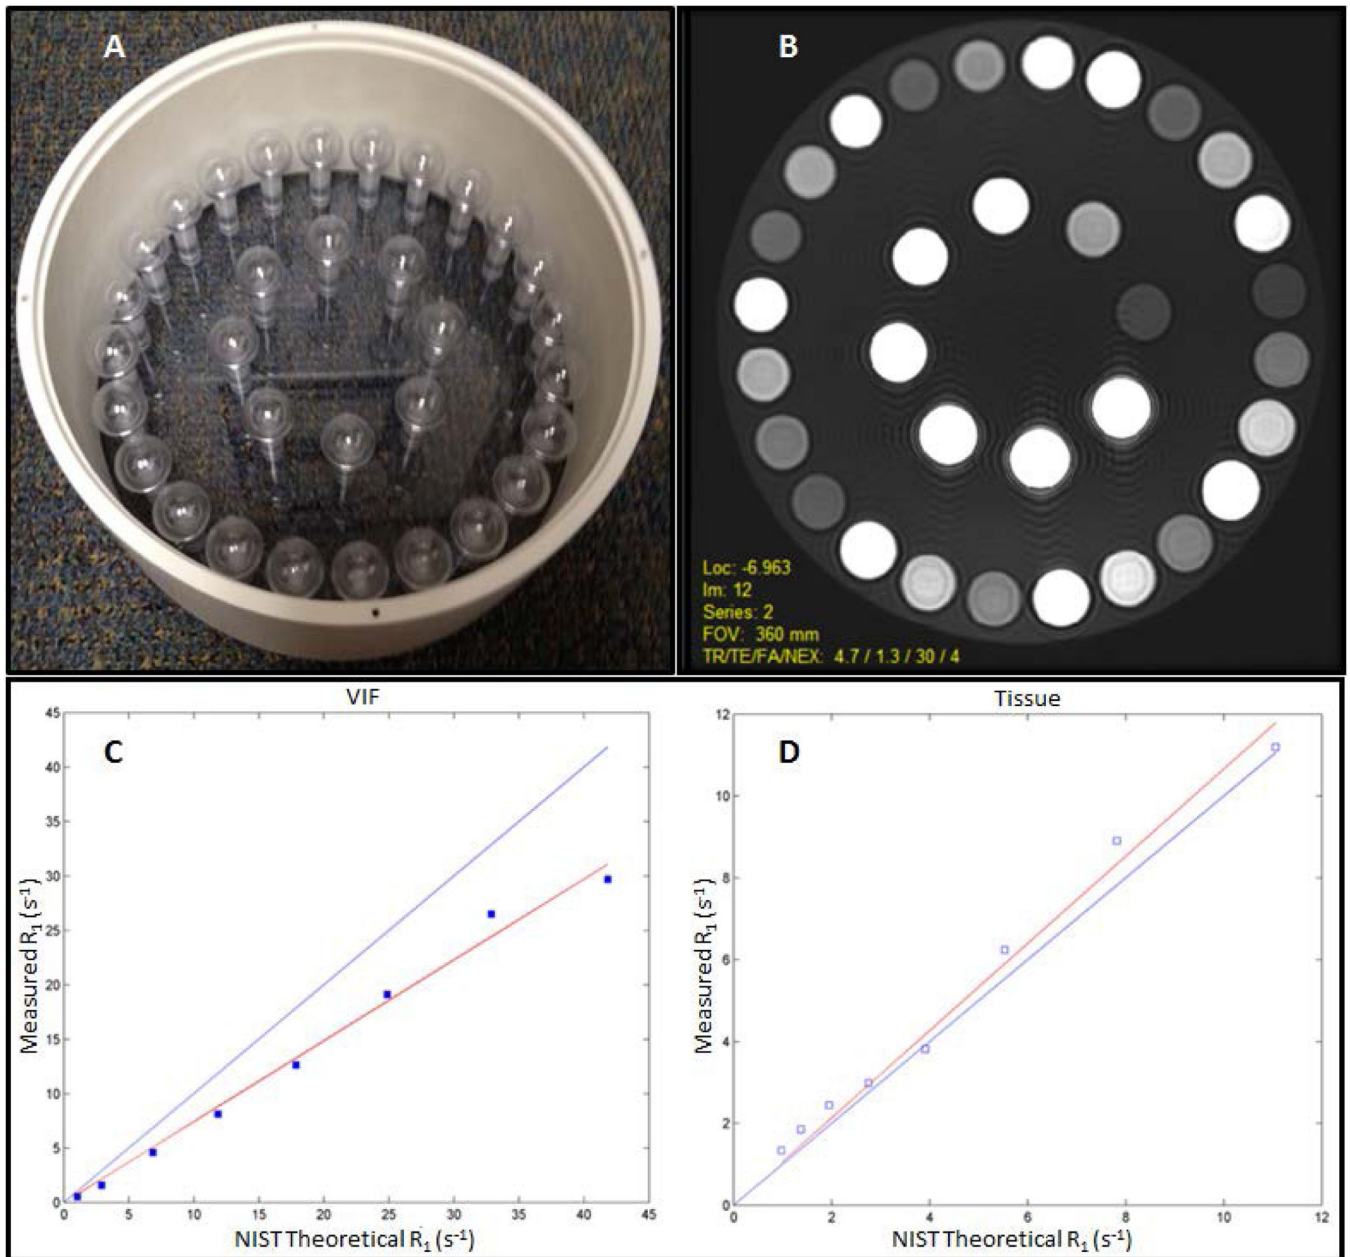 A
B
Loc: -6.963
Im: 12
Series: 2
FOV: 360 mm
TR/TE/FA/NEX: 4.7 / 1.3 / 30 / 4
VIF
C
45
40
35
30
25
20
15
10
5
0
0 5 10 15 20 25 30 35 40 45
Measured R1 (s-1)
NIST Theoretical R1 (s-1)
Tissue
D
12
10
8
6
4
2
0
0 2 4 6 8 10 12
Measured R1 (s-1)
NIST Theoretical R1 (s-1)